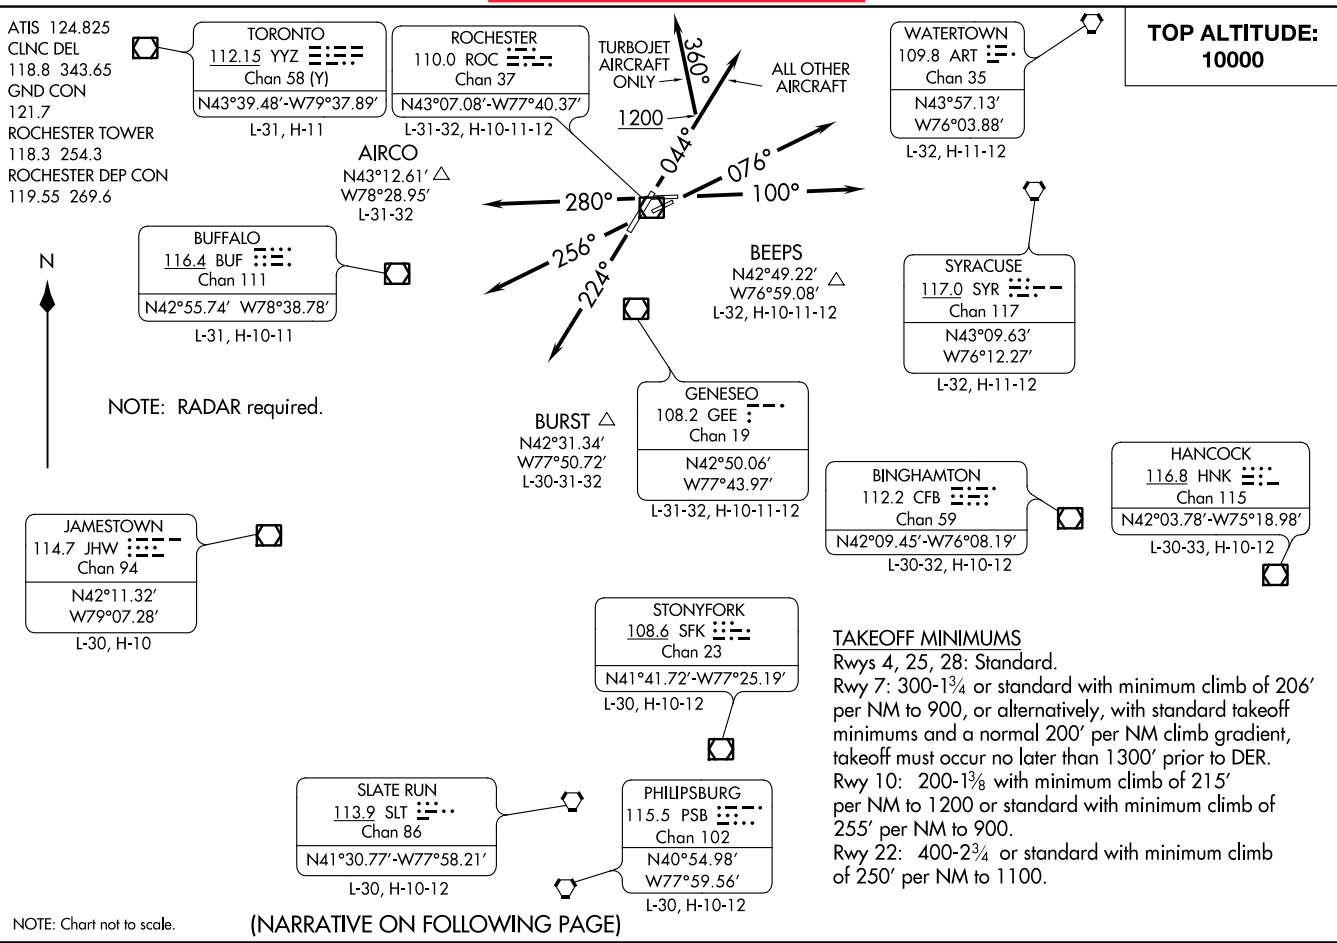 ATIS 124.825
CLNC DEL
118.8 343.65
GND CON
121.7
ROCHESTER TOWER
118.3 254.3
ROCHESTER DEP CON
119.55 269.6
TORONTO
112.15 YYZ
Chan 58 (Y)
N43°39.48′-W79°37.89′
L-31, H-11
ROCHESTER
110.0 ROC
Chan 37
N43°07.08′-W77°40.37′
L-31-32, H-10-11-12
TURBOJET
AIRCRAFT
ONLY
360°
1200
ALL OTHER
AIRCRAFT
044°
076°
100°
280°
256°
224°
WATERTOWN
109.8 ART
Chan 35
N43°57.13′
W76°03.88′
L-32, H-11-12
TOP ALTITUDE:
10000
AIRCO
N43°12.61′
W78°28.95′
L-31-32
BUFFALO
116.4 BUF
Chan 111
N42°55.74′ W78°38.78′
L-31, H-10-11
N
BEEPS
N42°49.22′
W76°59.08′
L-32, H-10-11-12
SYRACUSE
117.0 SYR
Chan 117
N43°09.63′
W76°12.27′
L-32, H-11-12
NOTE: RADAR required.
GENESEO
108.2 GEE
Chan 19
N42°50.06′
W77°43.97′
L-31-32, H-10-11-12
BURST
N42°31.34′
W77°50.72′
L-30-31-32
BINGHAMTON
112.2 CFB
Chan 59
N42°09.45′-W76°08.19′
L-30-32, H-10-12
HANCOCK
116.8 HNK
Chan 115
N42°03.78′-W75°18.98′
L-30-33, H-10-12
JAMESTOWN
114.7 JHW
Chan 94
N42°11.32′
W79°07.28′
L-30, H-10
STONYFORK
108.6 SFK
Chan 23
N41°41.72′-W77°25.19′
L-30, H-10-12
SLATE RUN
113.9 SLT
Chan 86
N41°30.77′-W77°58.21′
L-30, H-10-12
PHILIPSBURG
115.5 PSB
Chan 102
N40°54.98′
W77°59.56′
L-30, H-10-12
TAKEOFF MINIMUMS
Rwys 4, 25, 28: Standard.
Rwy 7: 300-1¾ or standard with minimum climb of 206′
per NM to 900, or alternatively, with standard takeoff
minimums and a normal 200′ per NM climb gradient,
takeoff must occur no later than 1300′ prior to DER.
Rwy 10: 200-1⅜ with minimum climb of 215′
per NM to 1200 or standard with minimum climb of
255′ per NM to 900.
Rwy 22: 400-2¾ or standard with minimum climb
of 250′ per NM to 1100.
NOTE: Chart not to scale.
(NARRATIVE ON FOLLOWING PAGE)